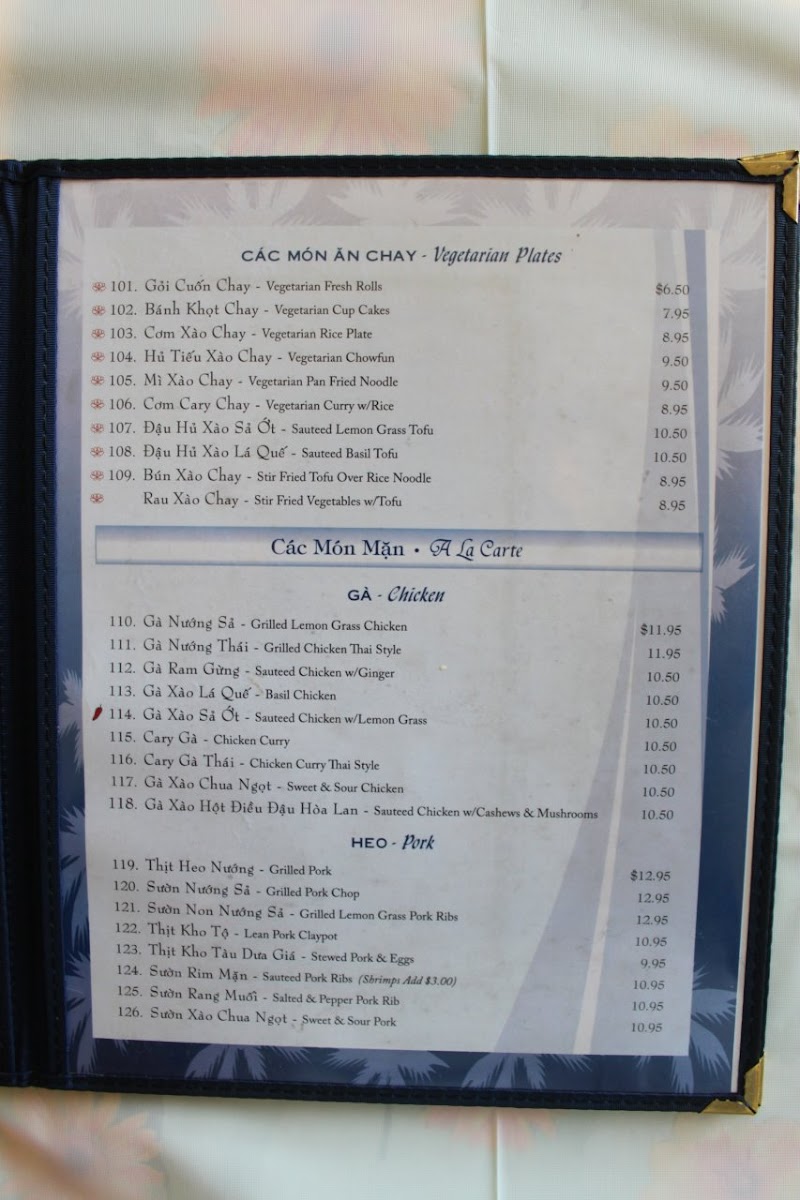 CÁC MÓN ĂN CHAY - Vegetarian Plates
101. Gỏi Cuốn Chay - Vegetarian Fresh Rolls $6.50
102. Bánh Khọt Chay - Vegetarian Cup Cakes 7.95
103. Cơm Xào Chay - Vegetarian Rice Plate 8.95
104. Hủ Tiếu Xào Chay - Vegetarian Chowfun 9.50
105. Mì Xào Chay - Vegetarian Pan Fried Noodle 9.50
106. Cơm Cary Chay - Vegetarian Curry w/Rice 8.95
107. Đậu Hủ Xào Sả Ớt - Sauteed Lemon Grass Tofu 10.50
108. Đậu Hủ Xào Lá Quế - Sauteed Basil Tofu 10.50
109. Bún Xào Chay - Stir Fried Tofu Over Rice Noodle 8.95
Rau Xào Chay - Stir Fried Vegetables w/Tofu 8.95
Các Món Mặn • A La Carte
GÀ - Chicken
110. Gà Nướng Sả - Grilled Lemon Grass Chicken $11.95
111. Gà Nướng Thái - Grilled Chicken Thai Style 11.95
112. Gà Ram Gừng - Sauteed Chicken w/Ginger 10.50
113. Gà Xào Lá Quế - Basil Chicken 10.50
114. Gà Xào Sả Ớt - Sauteed Chicken w/Lemon Grass 10.50
115. Cary Gà - Chicken Curry 10.50
116. Cary Gà Thái - Chicken Curry Thai Style 10.50
117. Gà Xào Chua Ngọt - Sweet & Sour Chicken 10.50
118. Gà Xào Hột Điều Đậu Hòa Lan - Sauteed Chicken w/Cashews & Mushrooms 10.50
HEO - Pork
119. Thịt Heo Nướng - Grilled Pork $12.95
120. Sườn Nướng Sả - Grilled Pork Chop 12.95
121. Sườn Non Nướng Sả - Grilled Lemon Grass Pork Ribs 12.95
122. Thịt Kho Tộ - Lean Pork Claypot 10.95
123. Thịt Kho Tàu Dưa Giá - Stewed Pork & Eggs 9.95
124. Sườn Rim Mặn - Sauteed Pork Ribs (Shrimps Add $3.00) 10.95
125. Sườn Rang Muối - Salted & Pepper Pork Rib 10.95
126. Sườn Xào Chua Ngọt - Sweet & Sour Pork 10.95